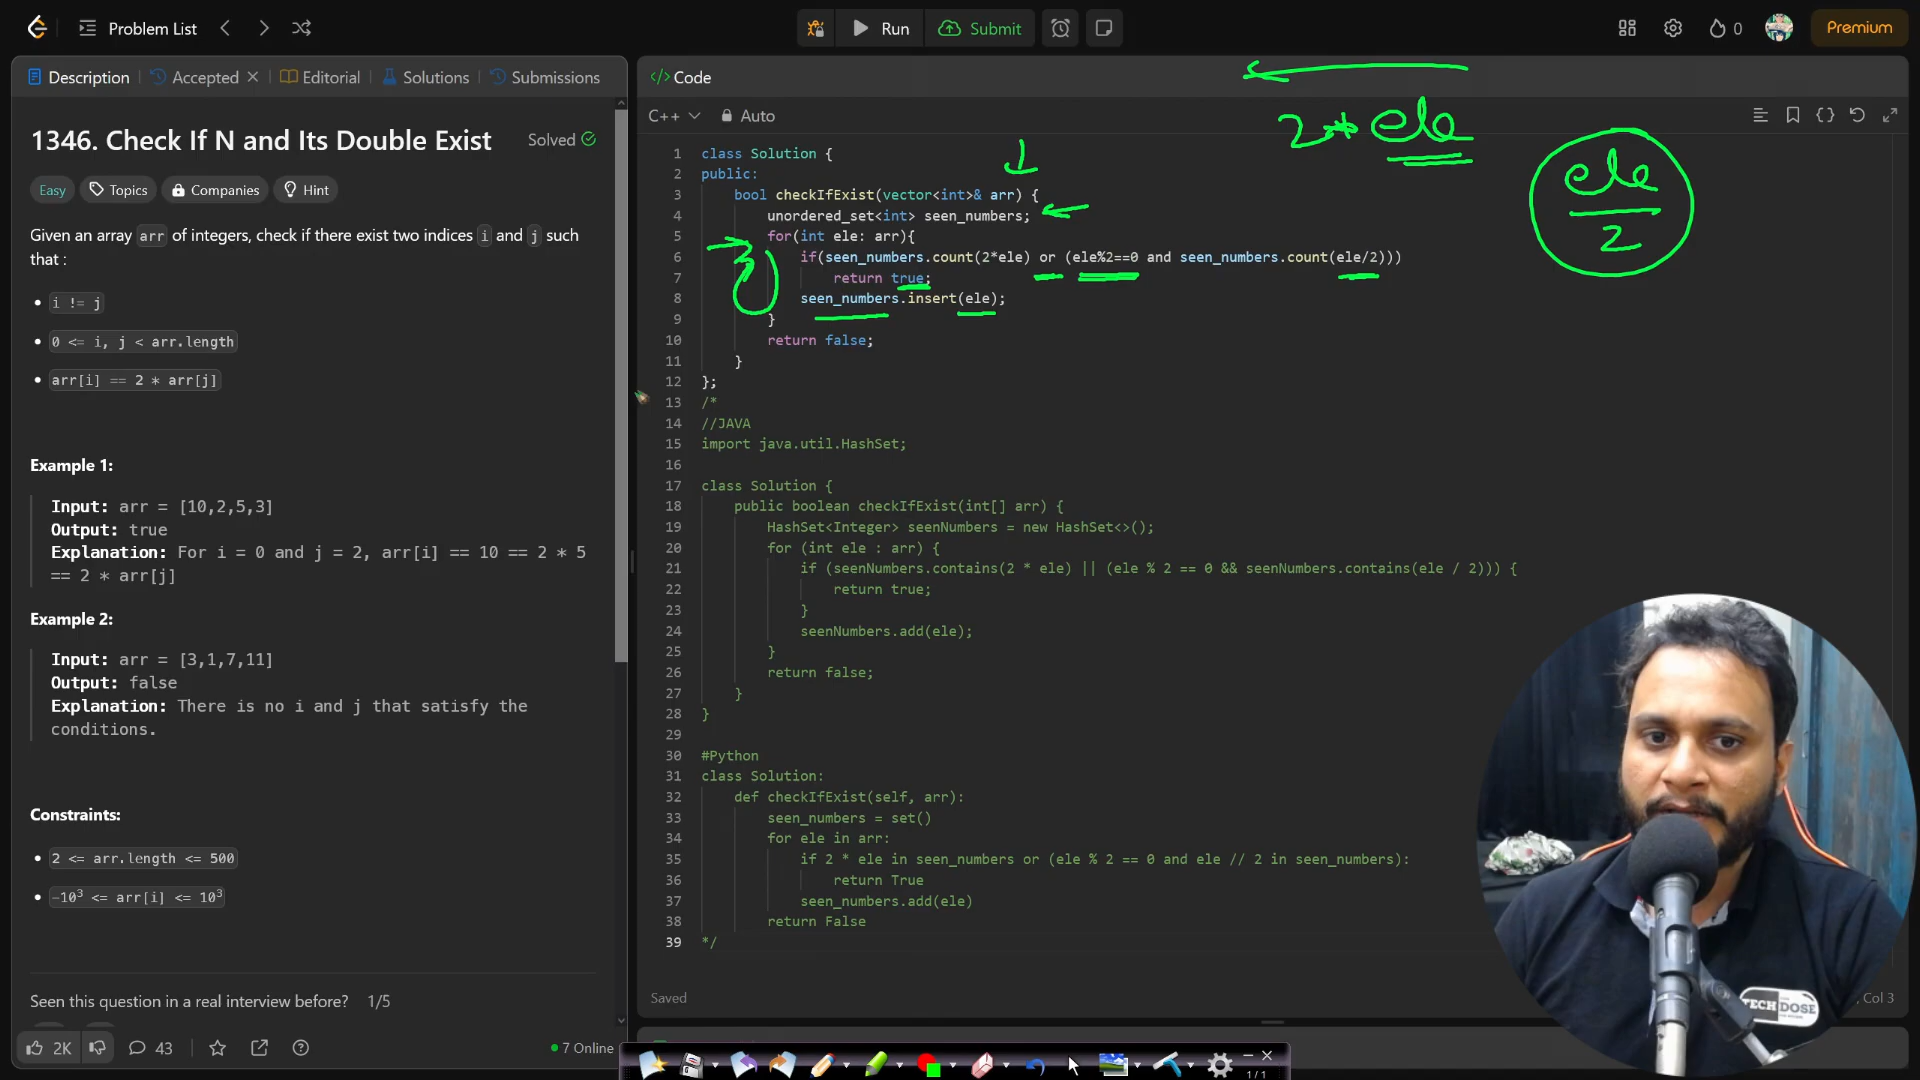 Problem List
Run
Submit
0
Premium
Description
Accepted
Editorial
Solutions
Submissions
1346. Check If N and Its Double Exist
Solved
Easy
Topics
Companies
Hint
Given an array arr of integers, check if there exist two indices i and j such
that :
• i != j
• 0 <= i, j < arr.length
• arr[i] == 2 * arr[j]
Example 1:
Input: arr = [10,2,5,3]
Output: true
Explanation: For i = 0 and j = 2, arr[i] == 10 == 2 * 5
== 2 * arr[j]
Example 2:
Input: arr = [3,1,7,11]
Output: false
Explanation: There is no i and j that satisfy the
conditions.
Constraints:
• 2 <= arr.length <= 500
• -10³ <= arr[i] <= 10³
Seen this question in a real interview before? 1/5
2K
43
7 Online
</> Code
C++
Auto
2* ele
ele
2
1 class Solution {
2 public:
3 bool checkIfExist(vector<int>& arr) {
4 unordered_set<int> seen_numbers;
5 for(int ele: arr){
6 if(seen_numbers.count(2*ele) or (ele%2==0 and seen_numbers.count(ele/2)))
7 return true;
8 seen_numbers.insert(ele);
9 }
10 return false;
11 }
12 };
13 /*
14 //JAVA
15 import java.util.HashSet;
16
17 class Solution {
18 public boolean checkIfExist(int[] arr) {
19 HashSet<Integer> seenNumbers = new HashSet<>();
20 for (int ele : arr) {
21 if (seenNumbers.contains(2 * ele) || (ele % 2 == 0 && seenNumbers.contains(ele / 2))) {
22 return true;
23 }
24 seenNumbers.add(ele);
25 }
26 return false;
27 }
28 }
29
30 #Python
31 class Solution:
32 def checkIfExist(self, arr):
33 seen_numbers = set()
34 for ele in arr:
35 if 2 * ele in seen_numbers or (ele % 2 == 0 and ele // 2 in seen_numbers):
36 return True
37 seen_numbers.add(ele)
38 return False
39 */
Saved
, Col 3
TECH DOSE
1/1